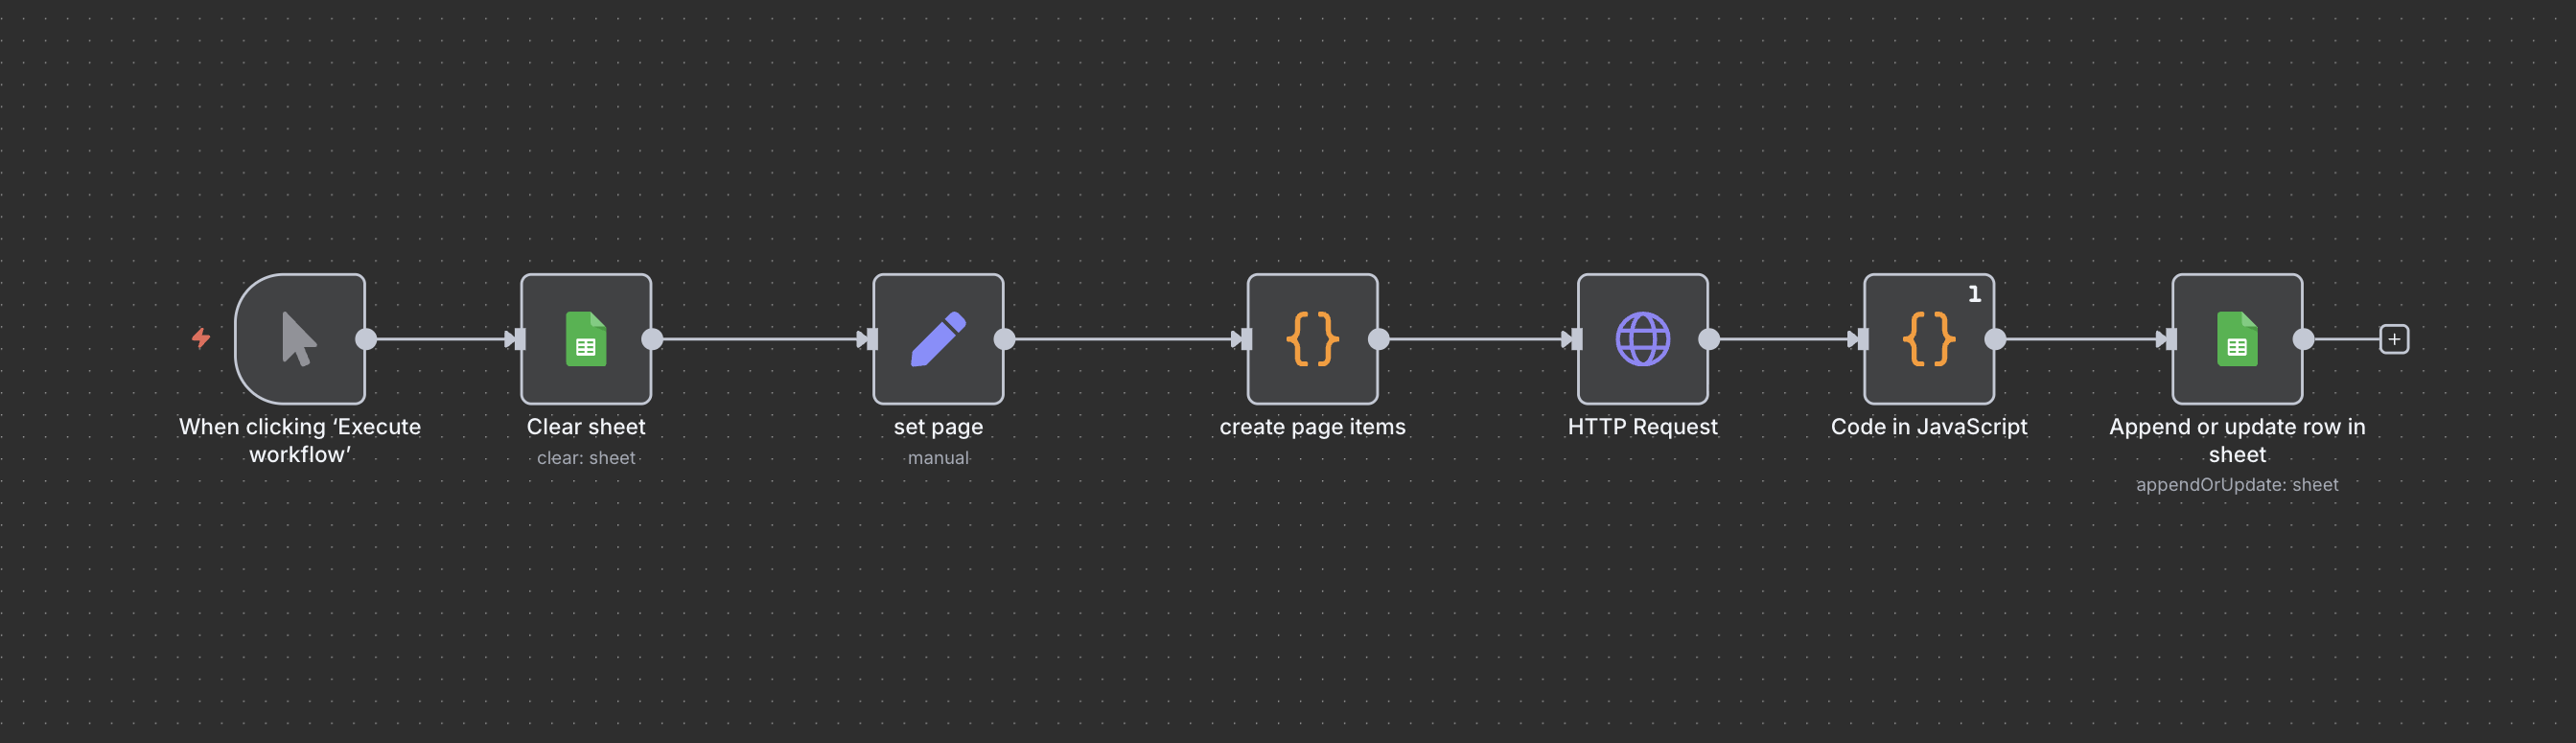 1
When clicking ‘Execute
workflow’
Clear sheet
clear: sheet
set page
manual
create page items
HTTP Request
Code in JavaScript
Append or update row in
sheet
appendOrUpdate: sheet